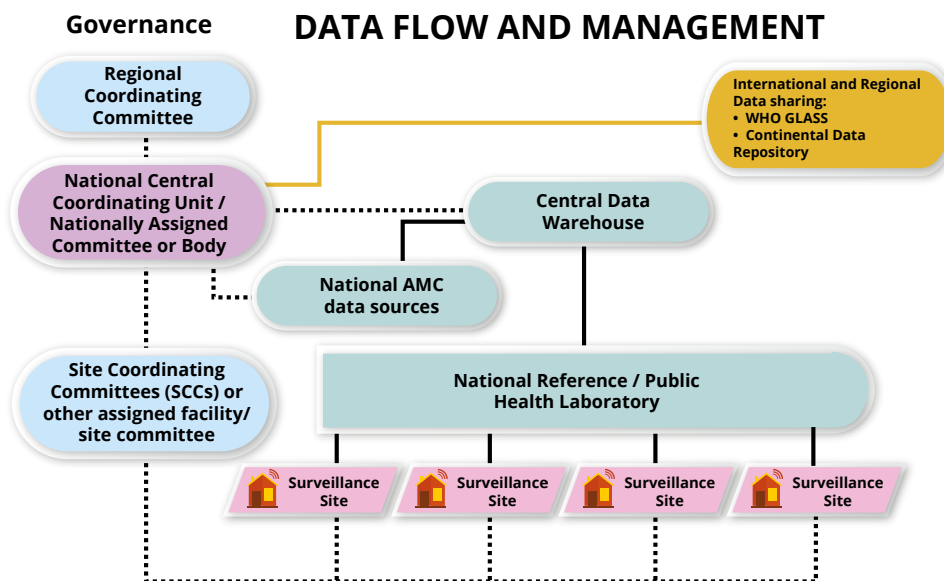 Governance
DATA FLOW AND MANAGEMENT
Regional
Coordinating
Committee
International and Regional
Data sharing:
• WHO GLASS
• Continental Data
Repository
National Central
Coordinating Unit /
Nationally Assigned
Committee or Body
Central Data
Warehouse
National AMC
data sources
Site Coordinating
Committees (SCCs) or
other assigned facility/
site committee
National Reference / Public
Health Laboratory
Surveillance
Site
Surveillance
Site
Surveillance
Site
Surveillance
Site